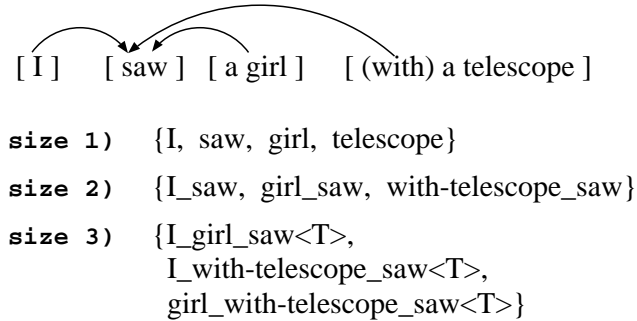 [ I ] [ saw ] [ a girl ] [ (with) a telescope ]
size 1) {I, saw, girl, telescope}
size 2) {I_saw, girl_saw, with-telescope_saw}
size 3) {I_girl_saw<T>,
I_with-telescope_saw<T>,
girl_with-telescope_saw<T>}